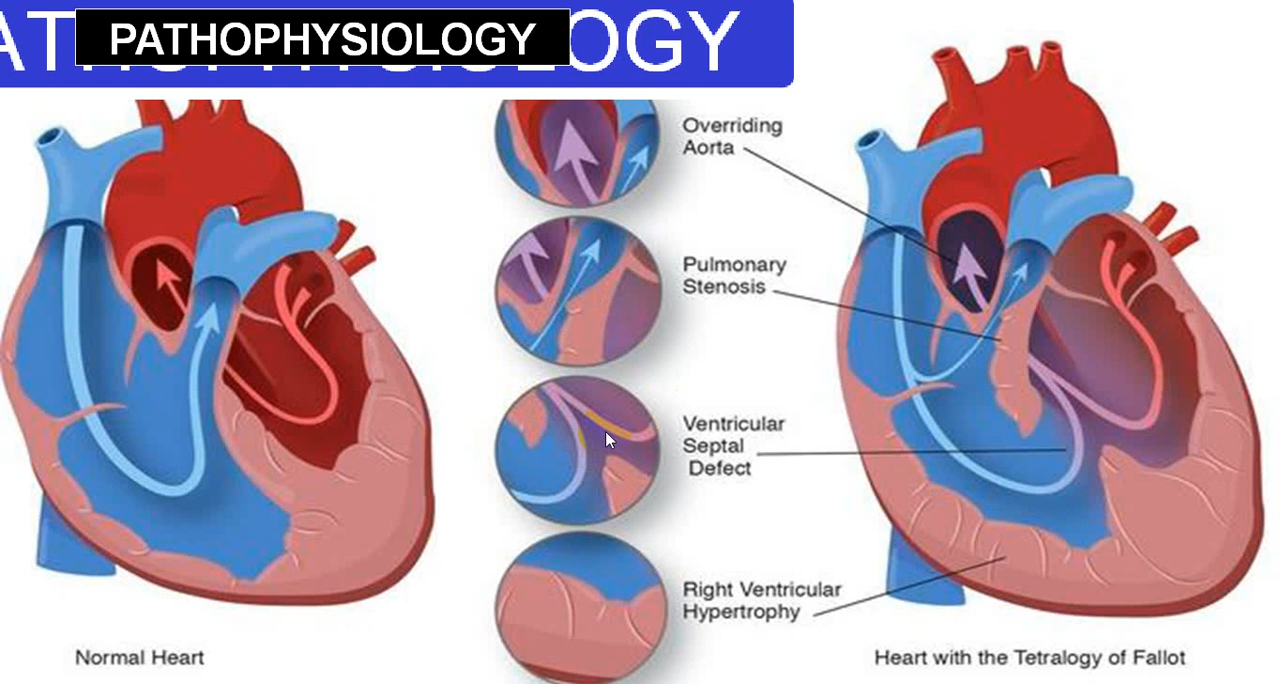 PATHOPHYSIOLOGY
Overriding
Aorta
Pulmonary
Stenosis
Ventricular
Septal
Defect
Right Ventricular
Hypertrophy
Normal Heart
Heart with the Tetralogy of Fallot